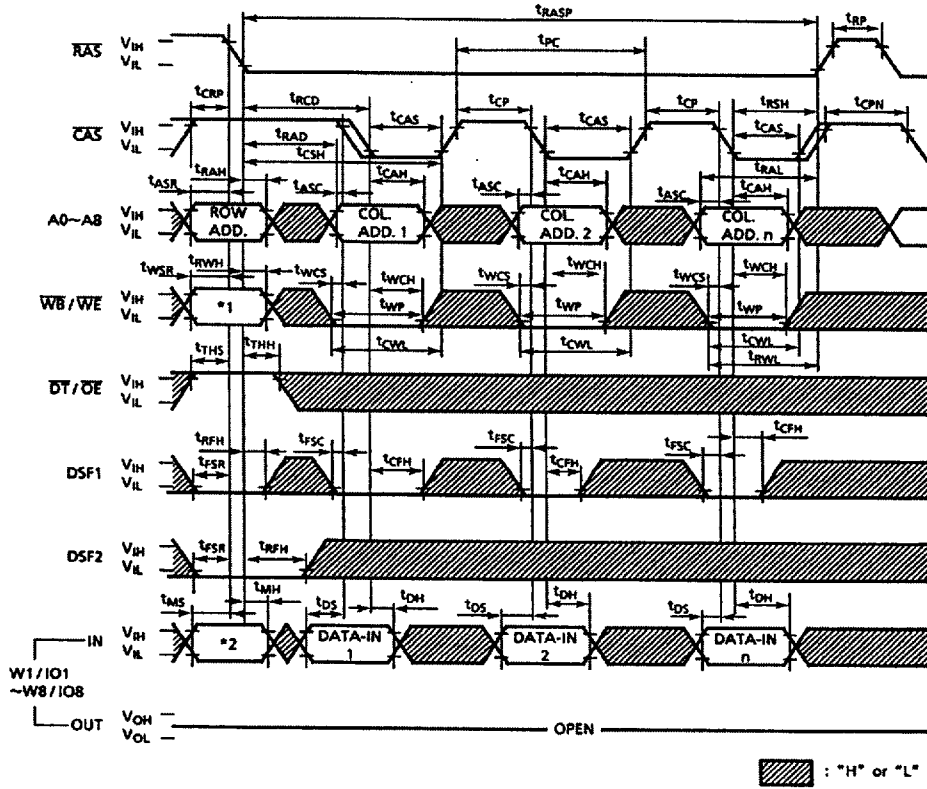 tRASP
tRP
tPC
RAS VIH
VIL
tCRP tRCD tCP tCP tRSH tCPN
tCAS tCAS tCAS
CAS VIH
VIL
tRAD
tCSH
tRAH tCAH tCAH tRAL
tASR tASC tASC tASC tCAH
A0~A8 VIH
VIL
ROW ADD.
COL. ADD. 1
COL. ADD. 2
COL. ADD. n
tRWH
tWSR tWCS tWCH tWCS tWCH tWCS tWCH
WB / WE VIH
VIL
*1
tWP tWP tWP
tCWL tCWL tCWL
tRWL
tTHS tTHH
DT / OE VIH
VIL
tRFH tFSC tFSC tCFH
tFSR tCFH tCFH tFSC
DSF1 VIH
VIL
DSF2 VIH
VIL
tFSR tRFH
tMS tMH tDS tDH tDS tDH tDS tDH
IN VIH
VIL
*2
DATA-IN 1
DATA-IN 2
DATA-IN n
W1 / IO1
~W8 / IO8
OUT VOH
VOL
OPEN
: "H" or "L"